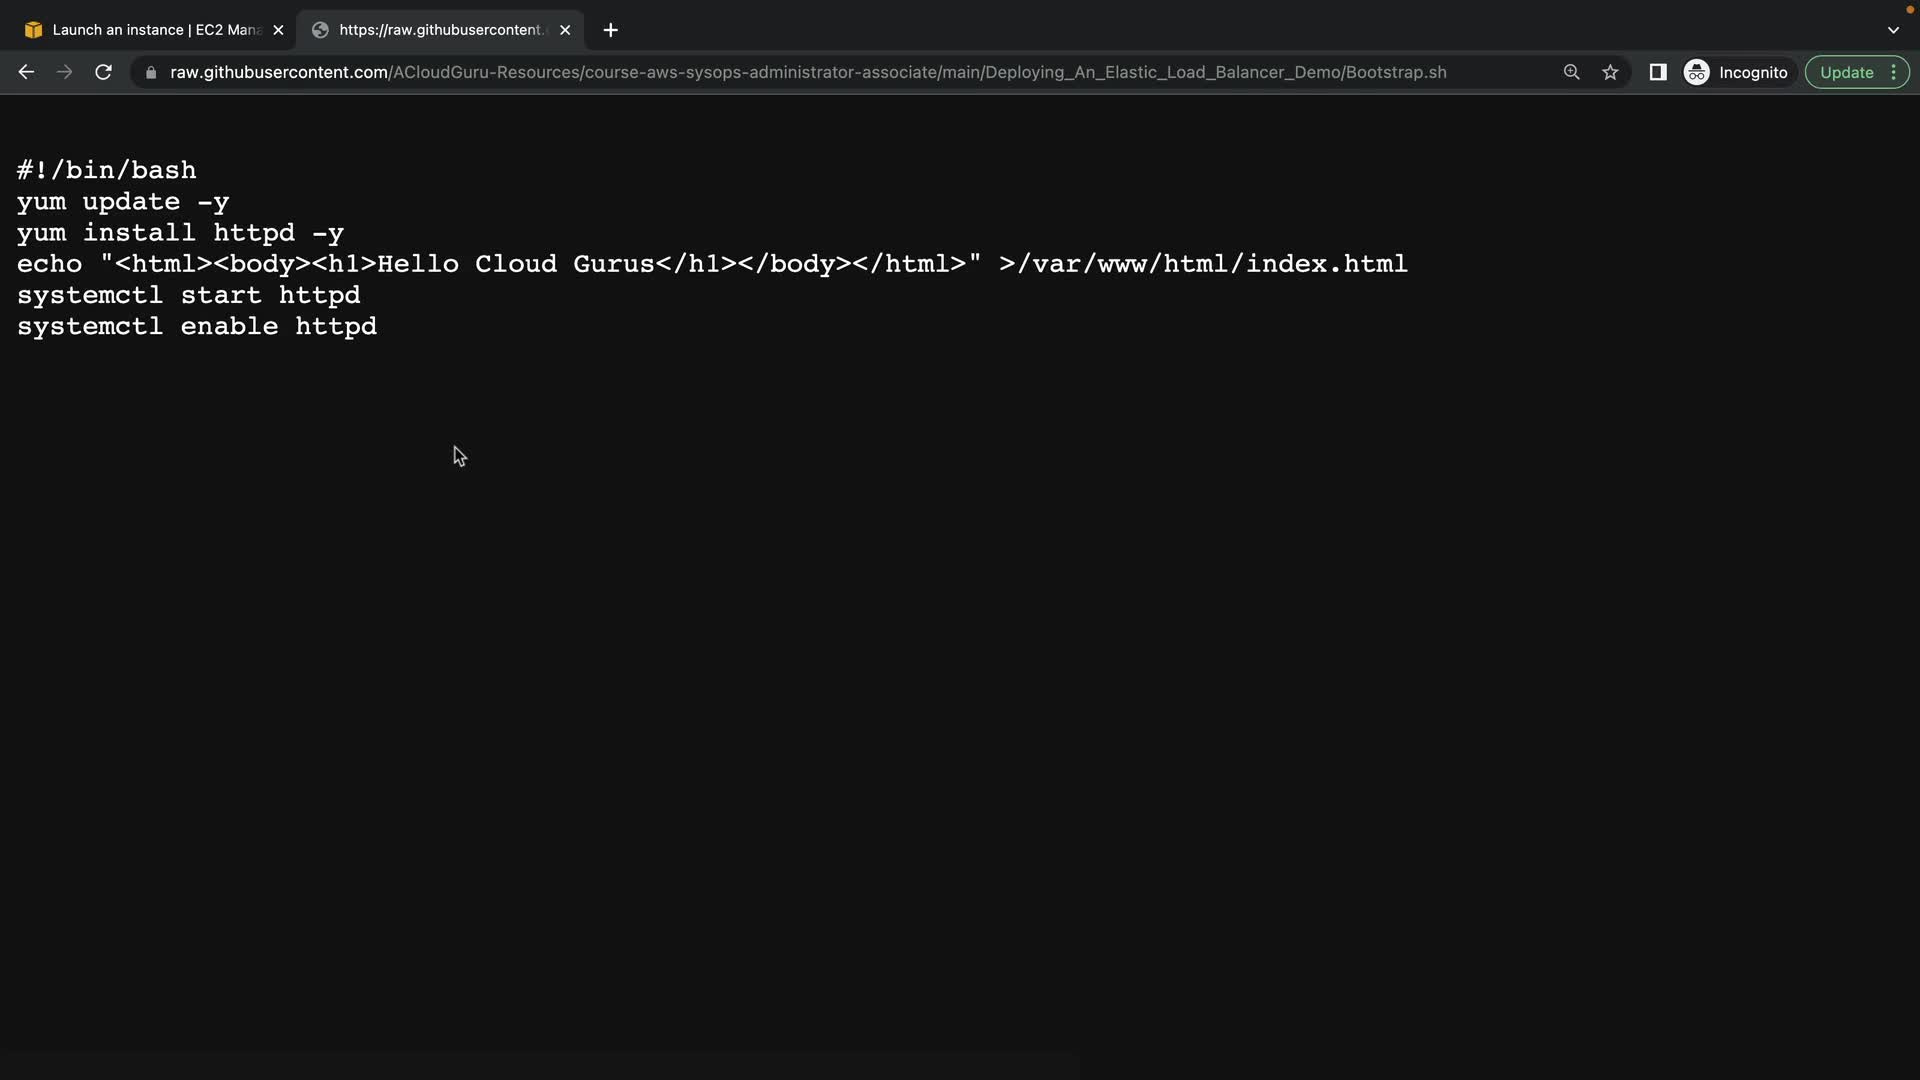 Launch an instance | EC2 Mana
https://raw.githubusercontent.
raw.githubusercontent.com/ACloudGuru-Resources/course-aws-sysops-administrator-associate/main/Deploying_An_Elastic_Load_Balancer_Demo/Bootstrap.sh
Incognito
Update
#!/bin/bash
yum update -y
yum install httpd -y
echo "<html><body><h1>Hello Cloud Gurus</h1></body></html>" >/var/www/html/index.html
systemctl start httpd
systemctl enable httpd